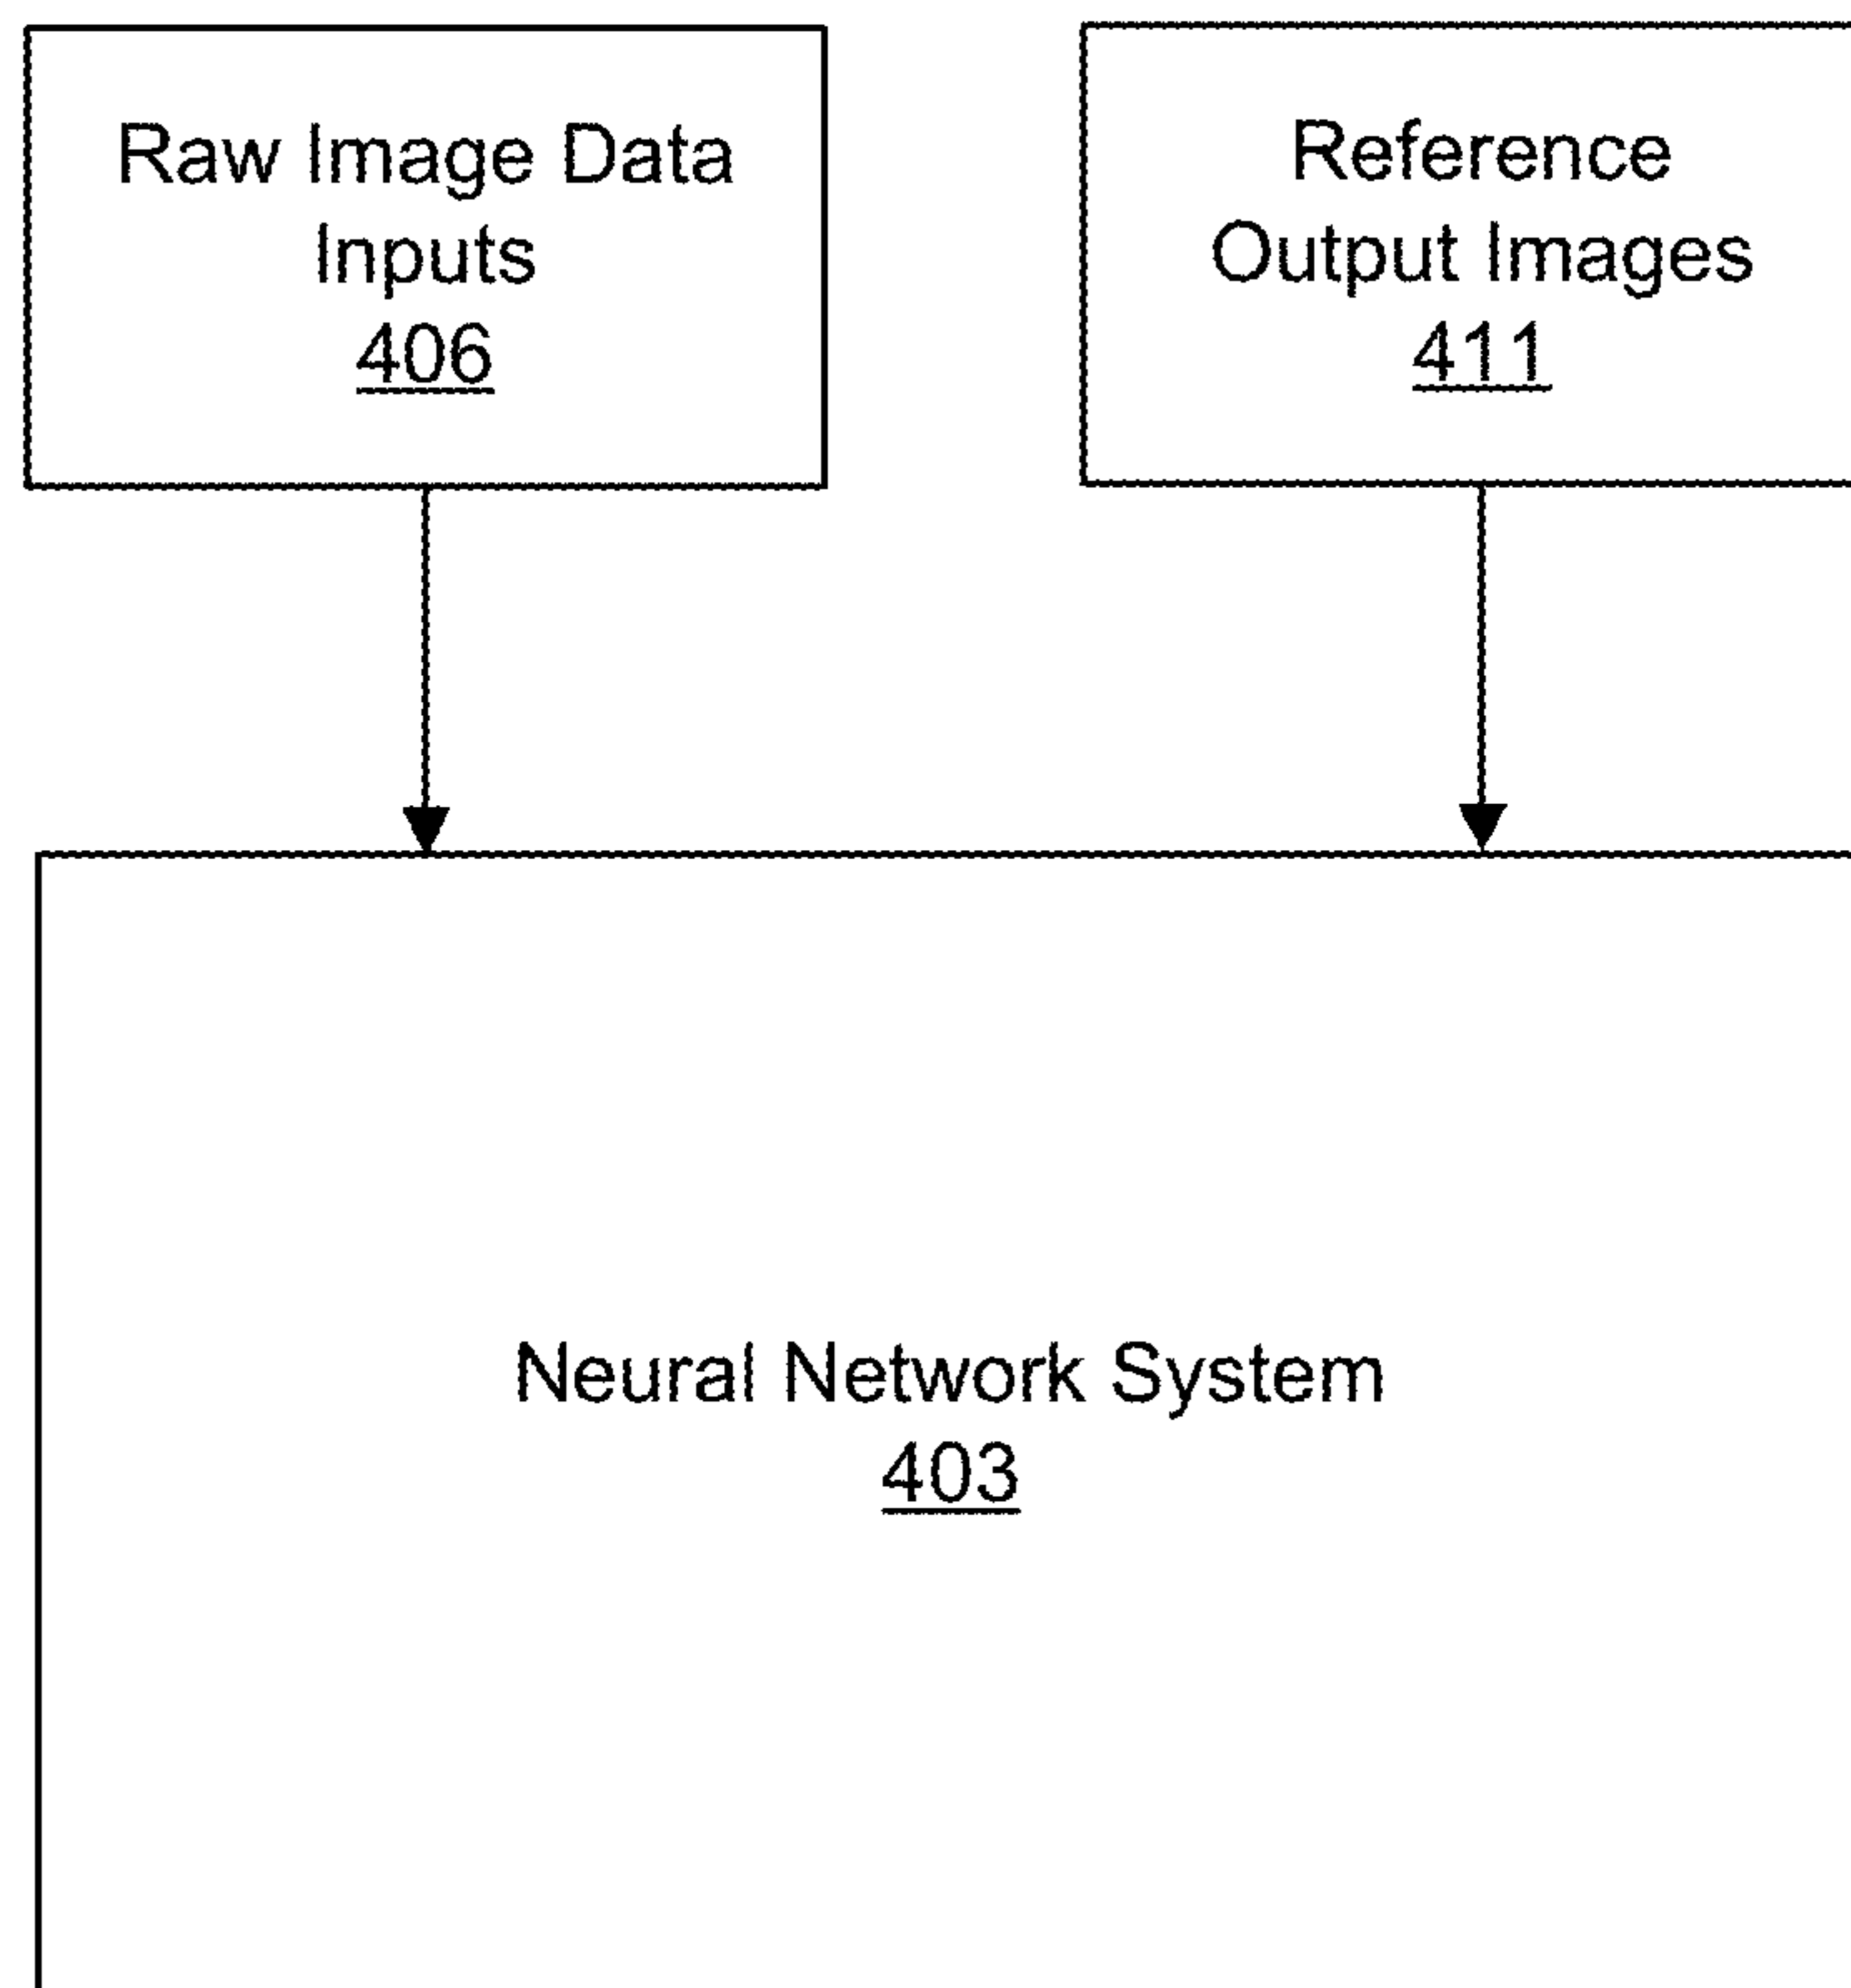 Raw Image Data
Inputs
406
Reference
Output Images
411
Neural Network System
403